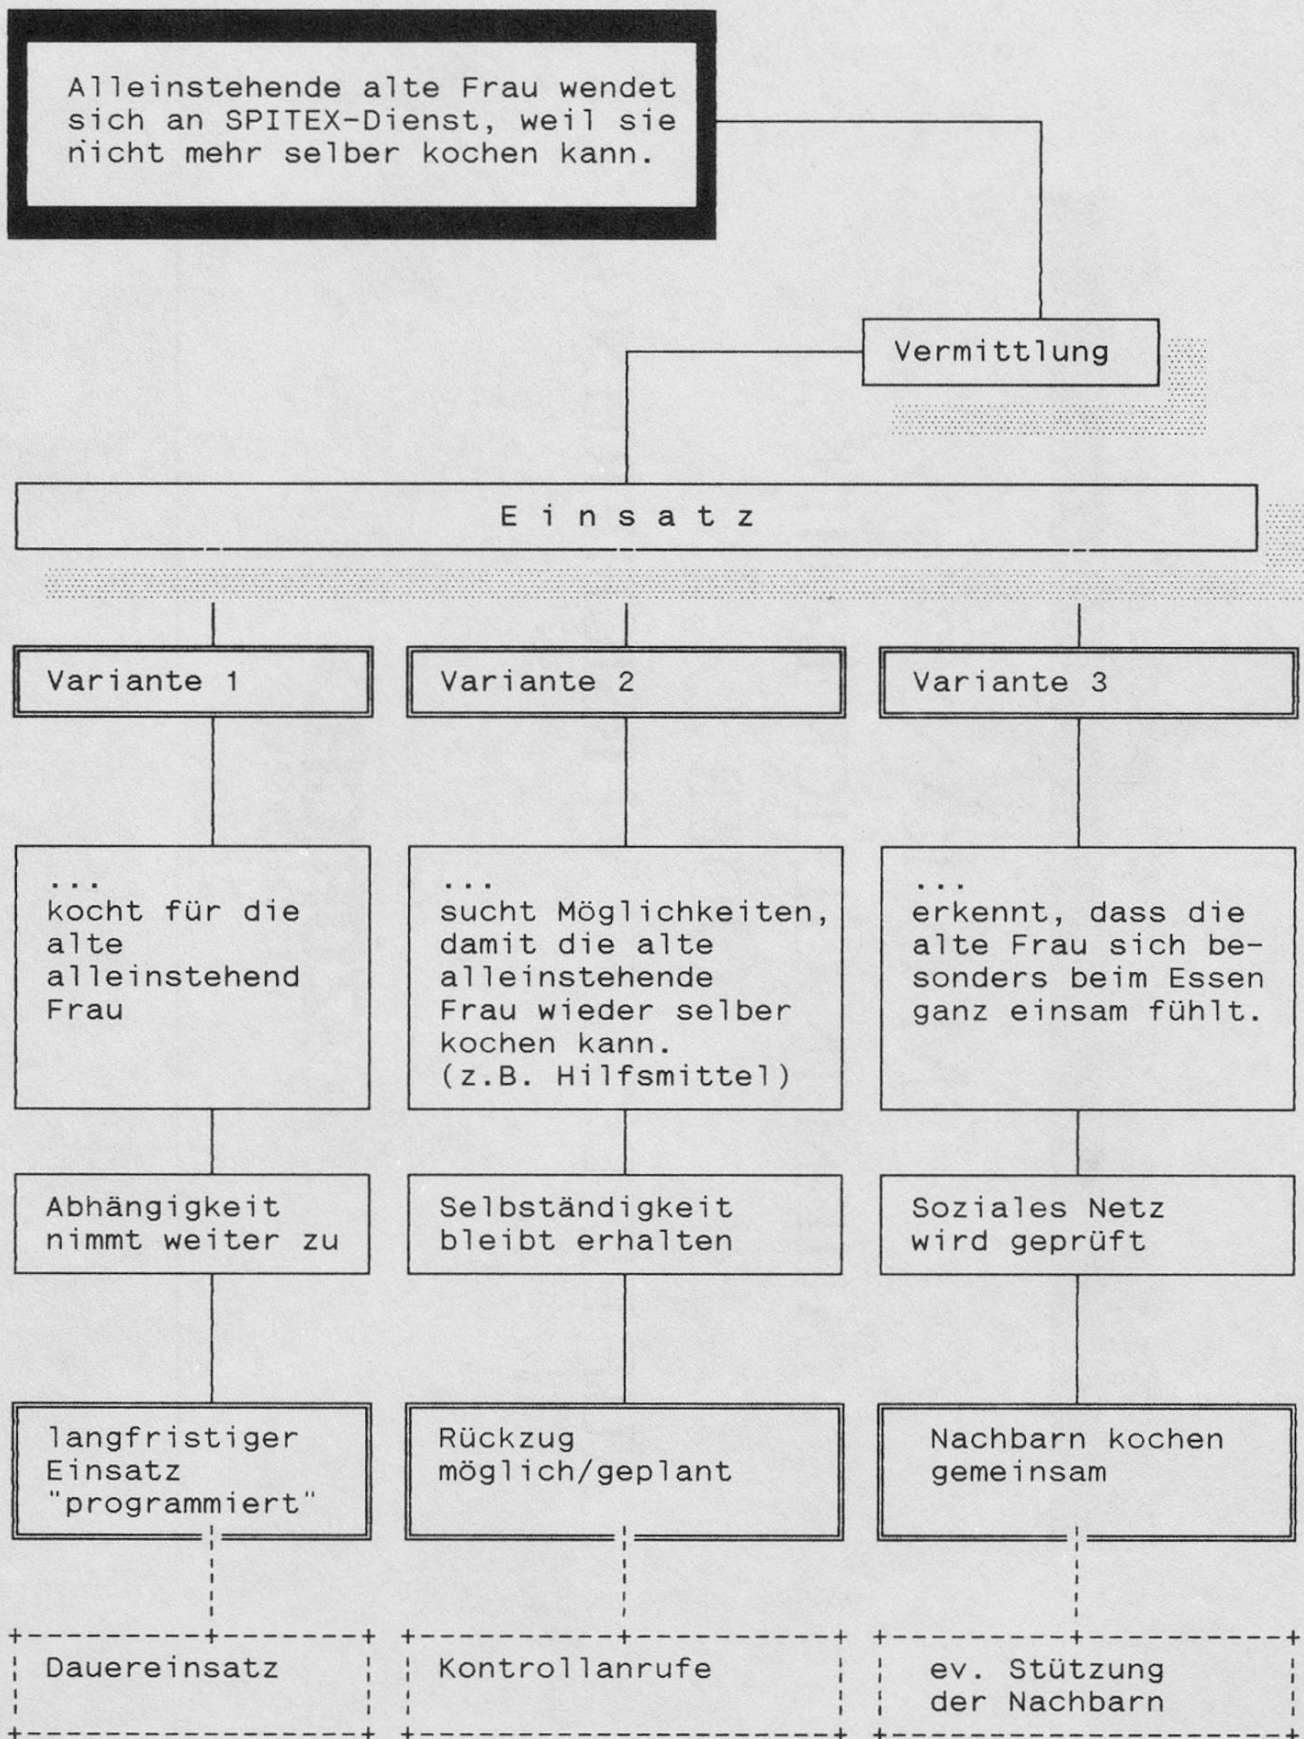 Alleinstehende alte Frau wendet
sich an SPITEX-Dienst, weil sie
nicht mehr selber kochen kann.
Vermittlung
Einsatz
Variante 1
...
kocht für die
alte
alleinstehend
Frau
Abhängigkeit
nimmt weiter zu
langfristiger
Einsatz
"programmiert"
Dauereinsatz
Variante 2
...
sucht Möglichkeiten,
damit die alte
alleinstehende
Frau wieder selber
kochen kann.
(z.B. Hilfsmittel)
Selbständigkeit
bleibt erhalten
Rückzug
möglich/geplant
Kontrollanrufe
Variante 3
...
erkennt, dass die
alte Frau sich be-
sonders beim Essen
ganz einsam fühlt.
Soziales Netz
wird geprüft
Nachbarn kochen
gemeinsam
ev. Stützung
der Nachbarn